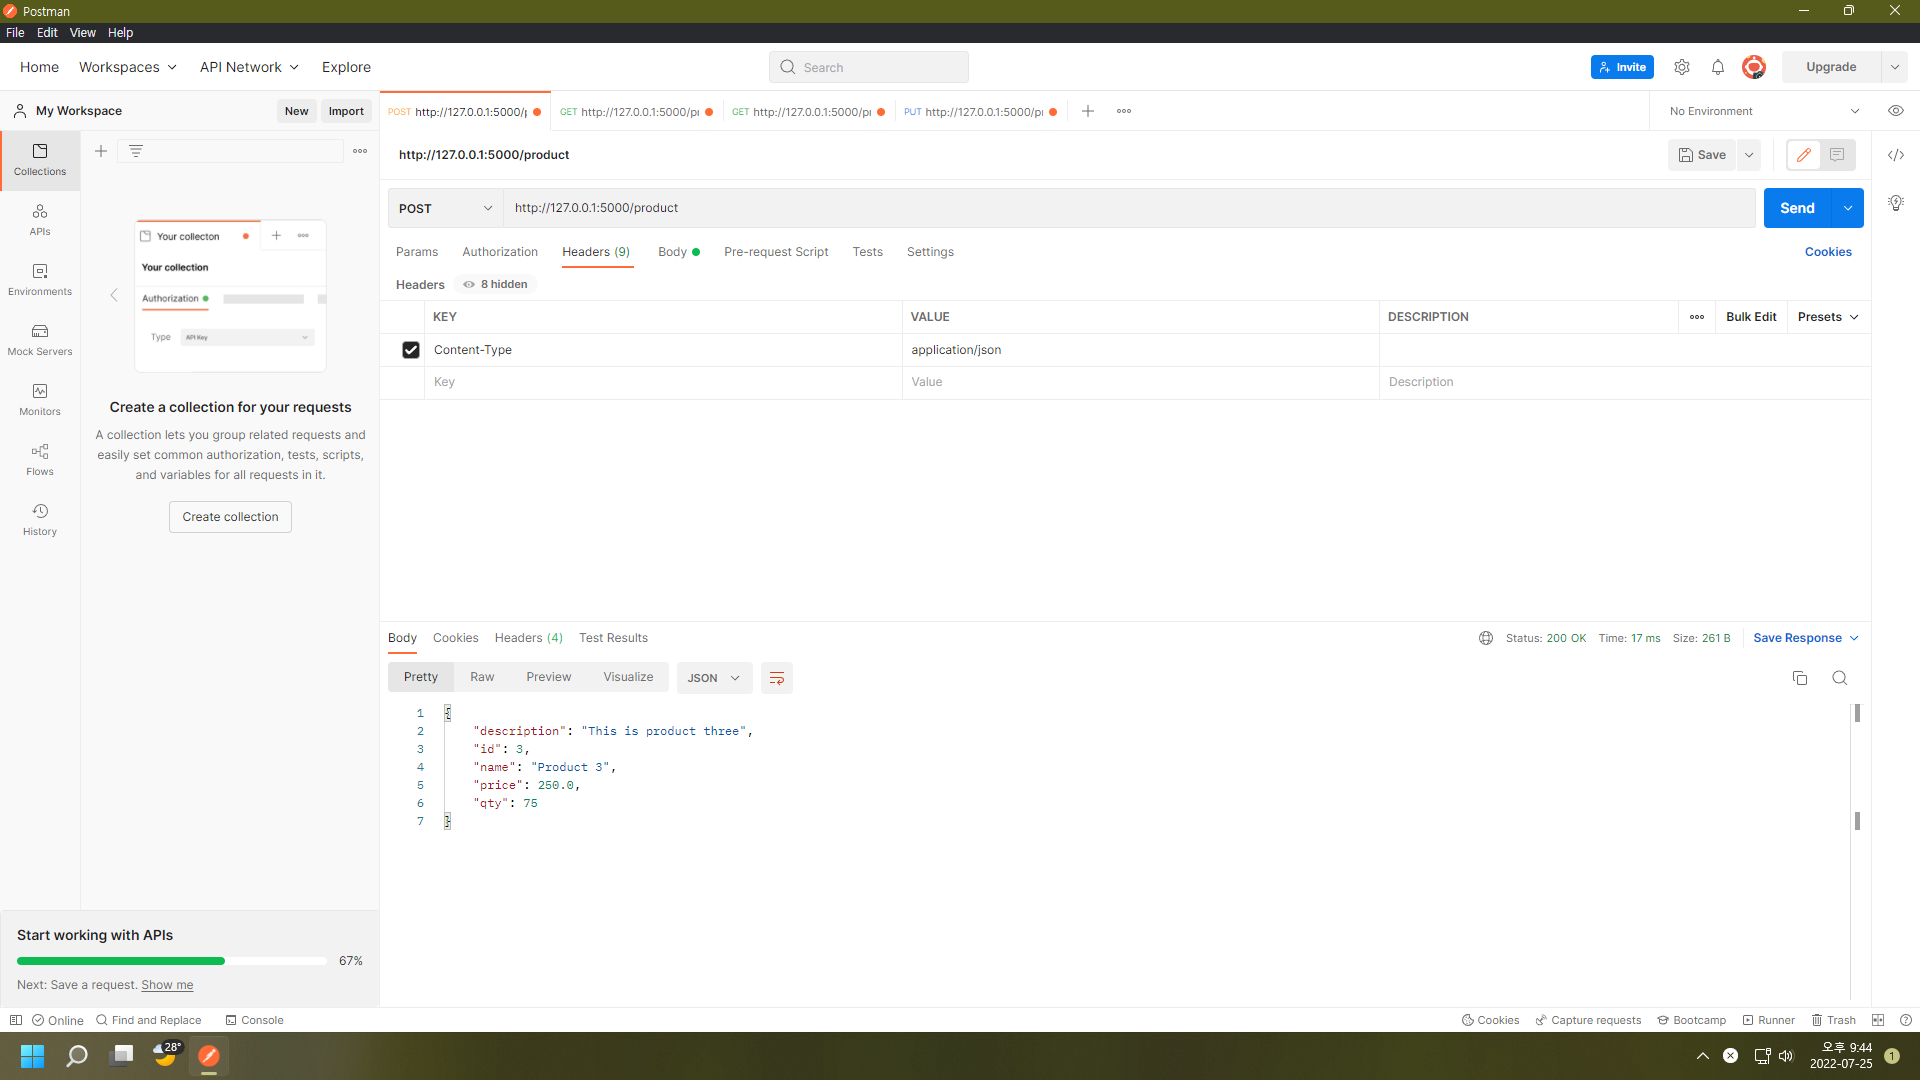 Postman
File Edit View Help
Home Workspaces API Network Explore Search Invite Upgrade
My Workspace New Import
POST http://127.0.0.1:5000/p GET http://127.0.0.1:5000/p GET http://127.0.0.1:5000/p PUT http://127.0.0.1:5000/p No Environment
http://127.0.0.1:5000/product Save
POST http://127.0.0.1:5000/product Send
Params Authorization Headers (9) Body Pre-request Script Tests Settings Cookies
Headers 8 hidden
KEY VALUE DESCRIPTION Bulk Edit Presets
Content-Type application/json
Key Value Description
Collections
APIs
Environments
Mock Servers
Monitors
Flows
History
Your collecton
Your collection
Authorization
Type API Key
Create a collection for your requests
A collection lets you group related requests and
easily set common authorization, tests, scripts,
and variables for all requests in it.
Create collection
Body Cookies Headers (4) Test Results Status: 200 OK Time: 17 ms Size: 261 B Save Response
Pretty Raw Preview Visualize JSON
1 {
2 "description": "This is product three",
3 "id": 3,
4 "name": "Product 3",
5 "price": 250.0,
6 "qty": 75
7 }
Start working with APIs
67%
Next: Save a request. Show me
Online Find and Replace Console Cookies Capture requests Bootcamp Runner Trash
28°
오후 9:44
2022-07-25
1